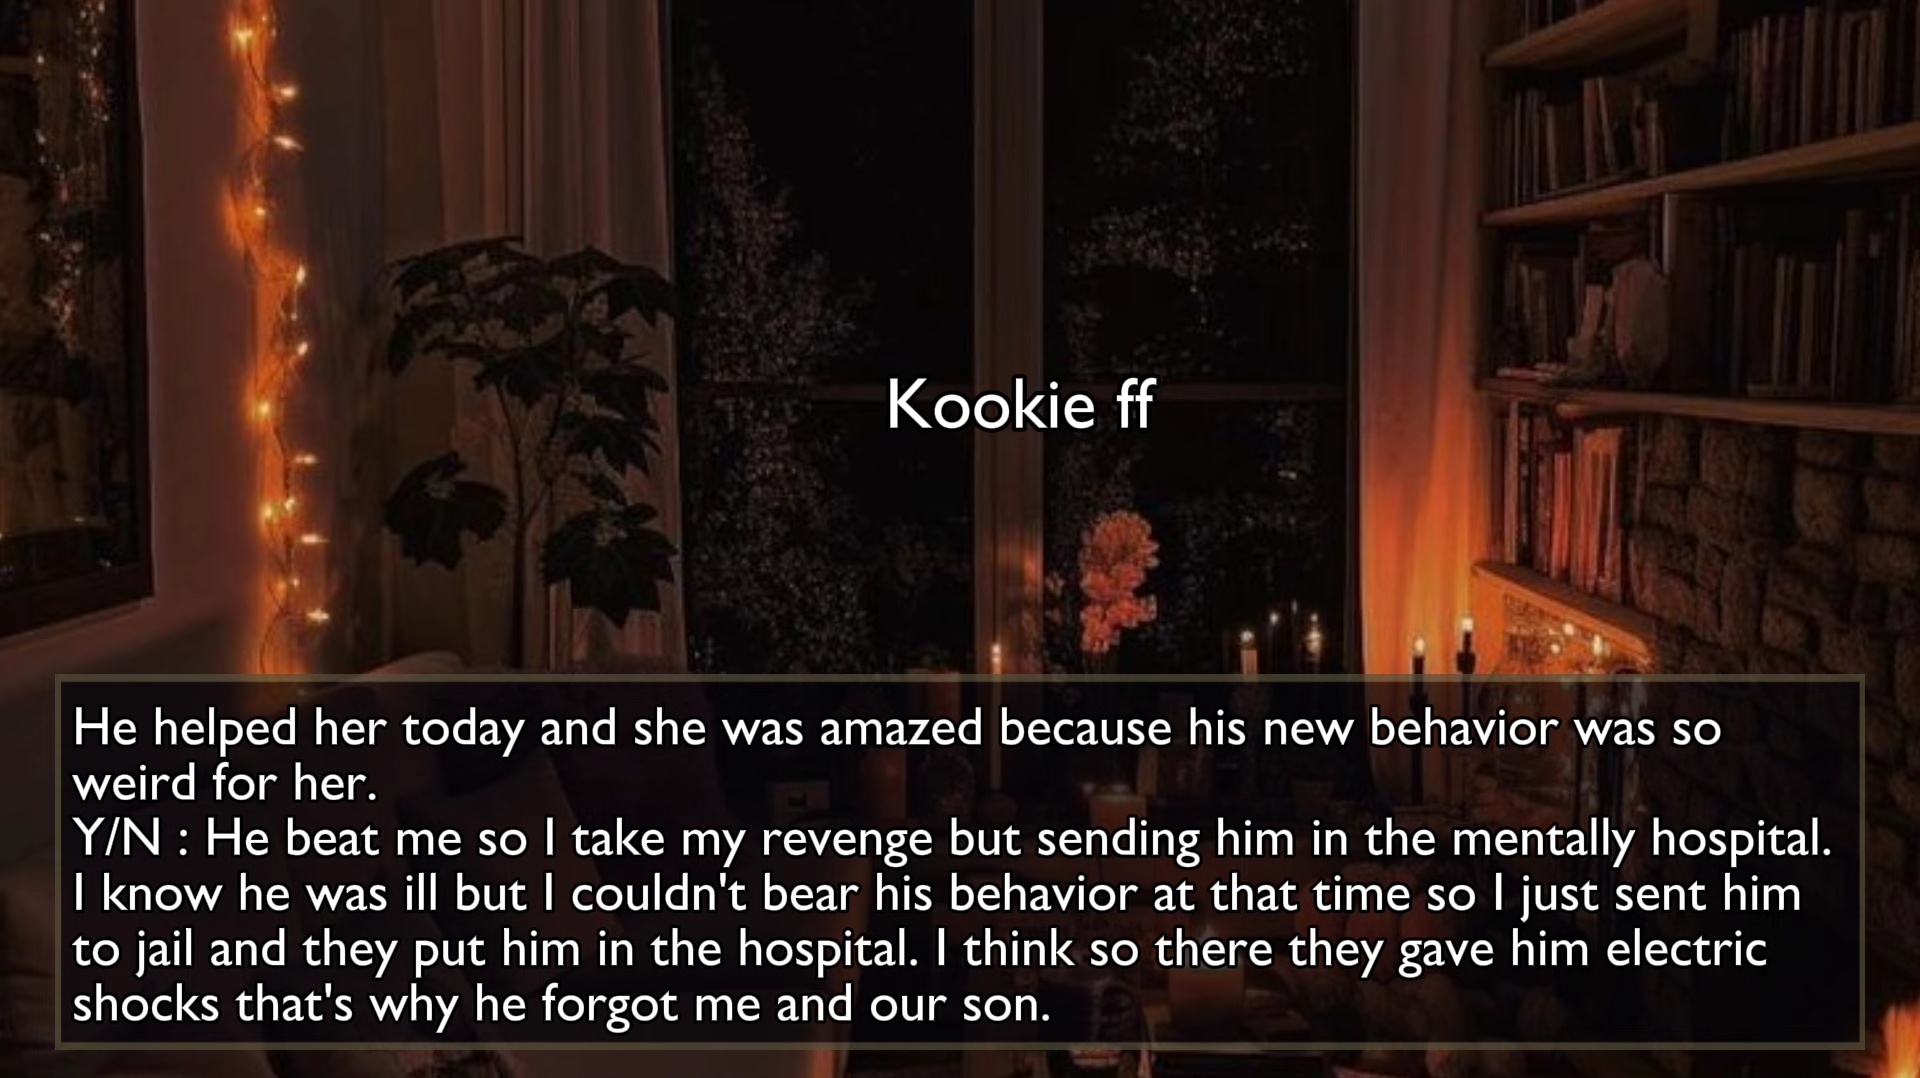 Kookie ff
He helped her today and she was amazed because his new behavior was so
weird for her.
Y/N : He beat me so I take my revenge but sending him in the mentally hospital.
I know he was ill but I couldn't bear his behavior at that time so I just sent him
to jail and they put him in the hospital. I think so there they gave him electric
shocks that's why he forgot me and our son.